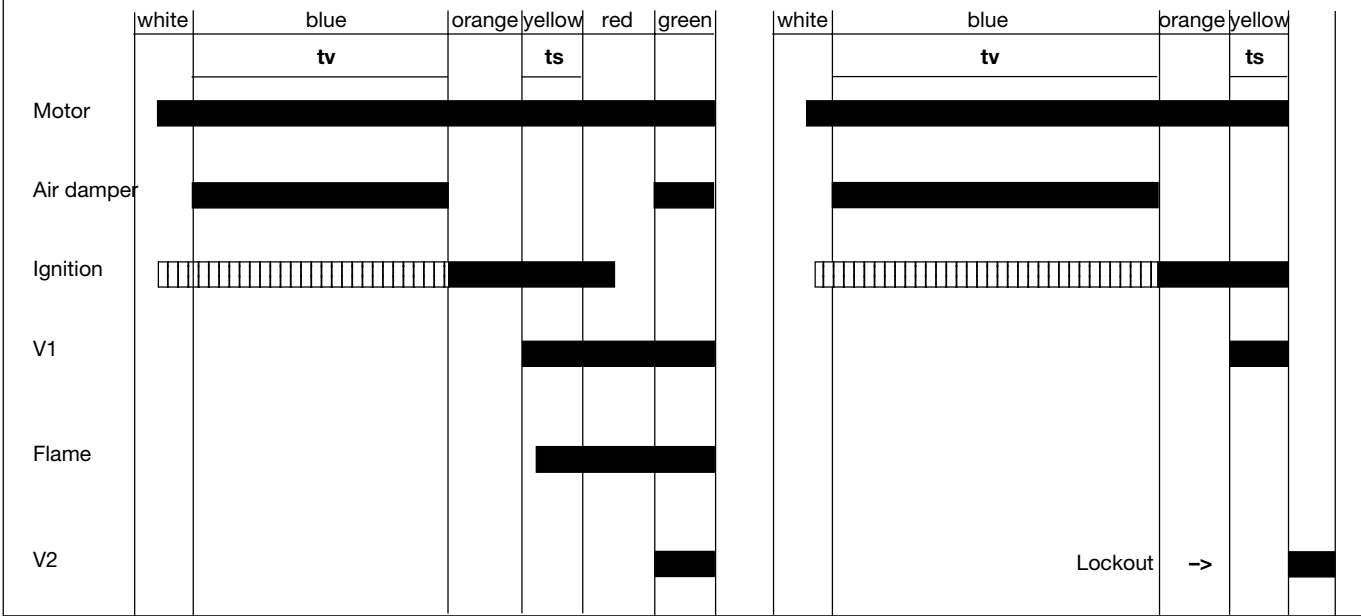 white blue orange yellow red green white blue orange yellow
tv ts tv ts
Motor
Air damper
Ignition
V1
Flame
V2 Lockout –>